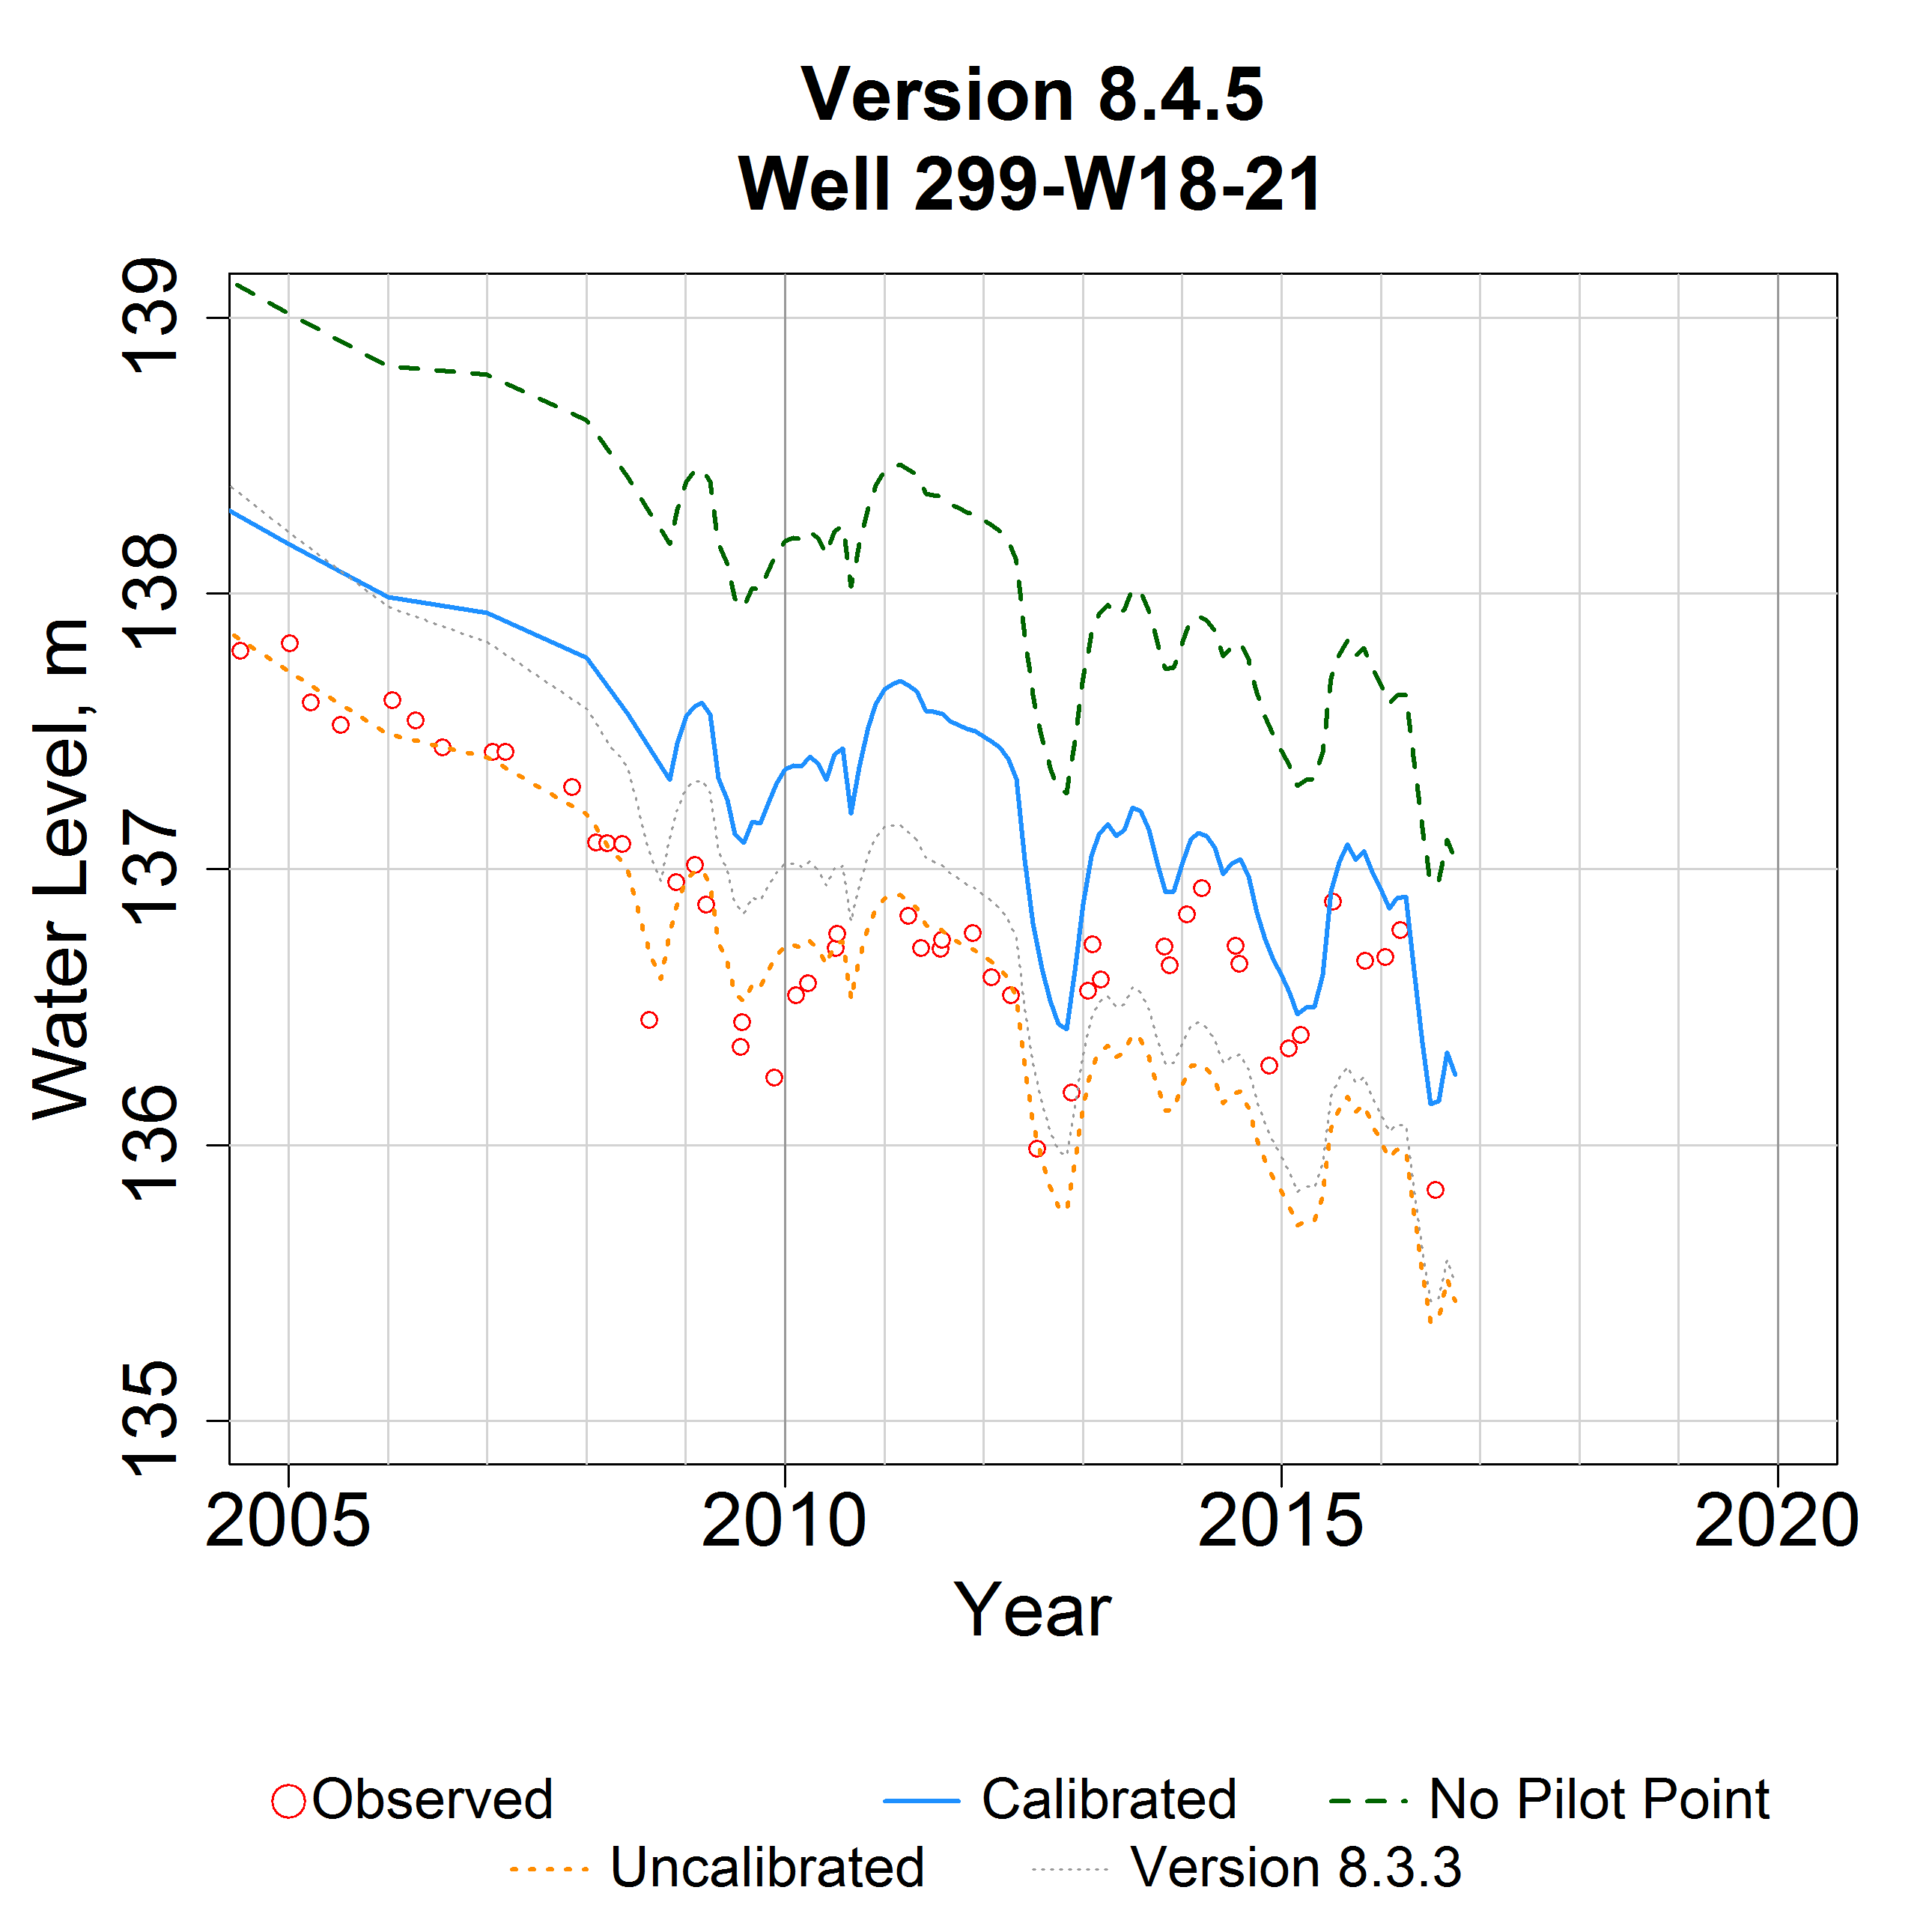 Version 8.4.5
Well 299-W18-21
Water Level, m
139
138
137
136
135
2005 2010 2015 2020
Year
Observed Calibrated No Pilot Point
Uncalibrated Version 8.3.3